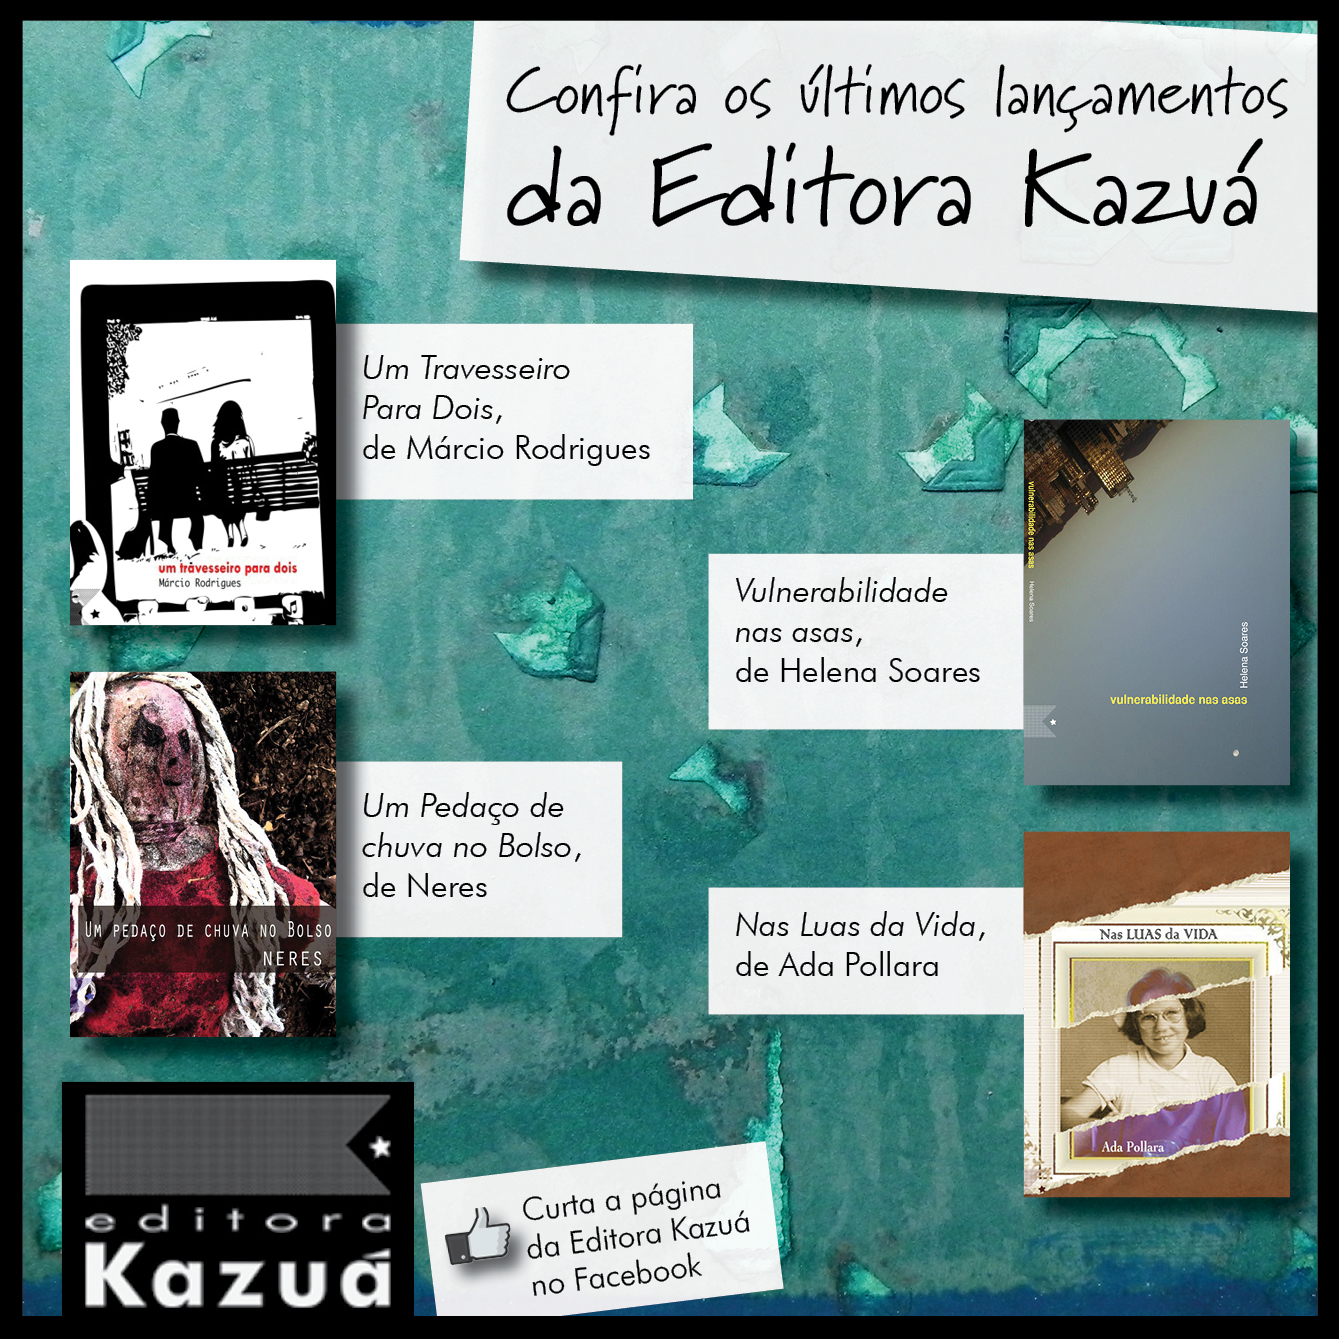 Confira os últimos lançamentos
da Editora Kazuá
Um Travesseiro
Para Dois,
de Márcio Rodrigues
um travesseiro para dois
Márcio Rodrigues
Vulnerabilidade
nas asas,
de Helena Soares
vulnerabilidade nas asas
Helena Soares
Helena Soares
vulnerabilidade nas asas
Um Pedaço de
chuva no Bolso,
de Neres
Um pedaço de chuva no Bolso
NERES
Nas Luas da Vida,
de Ada Pollara
Nas LUAS da VIDA
Ada Pollara
editora
Kazuá
Curta a página
da Editora Kazuá
no Facebook